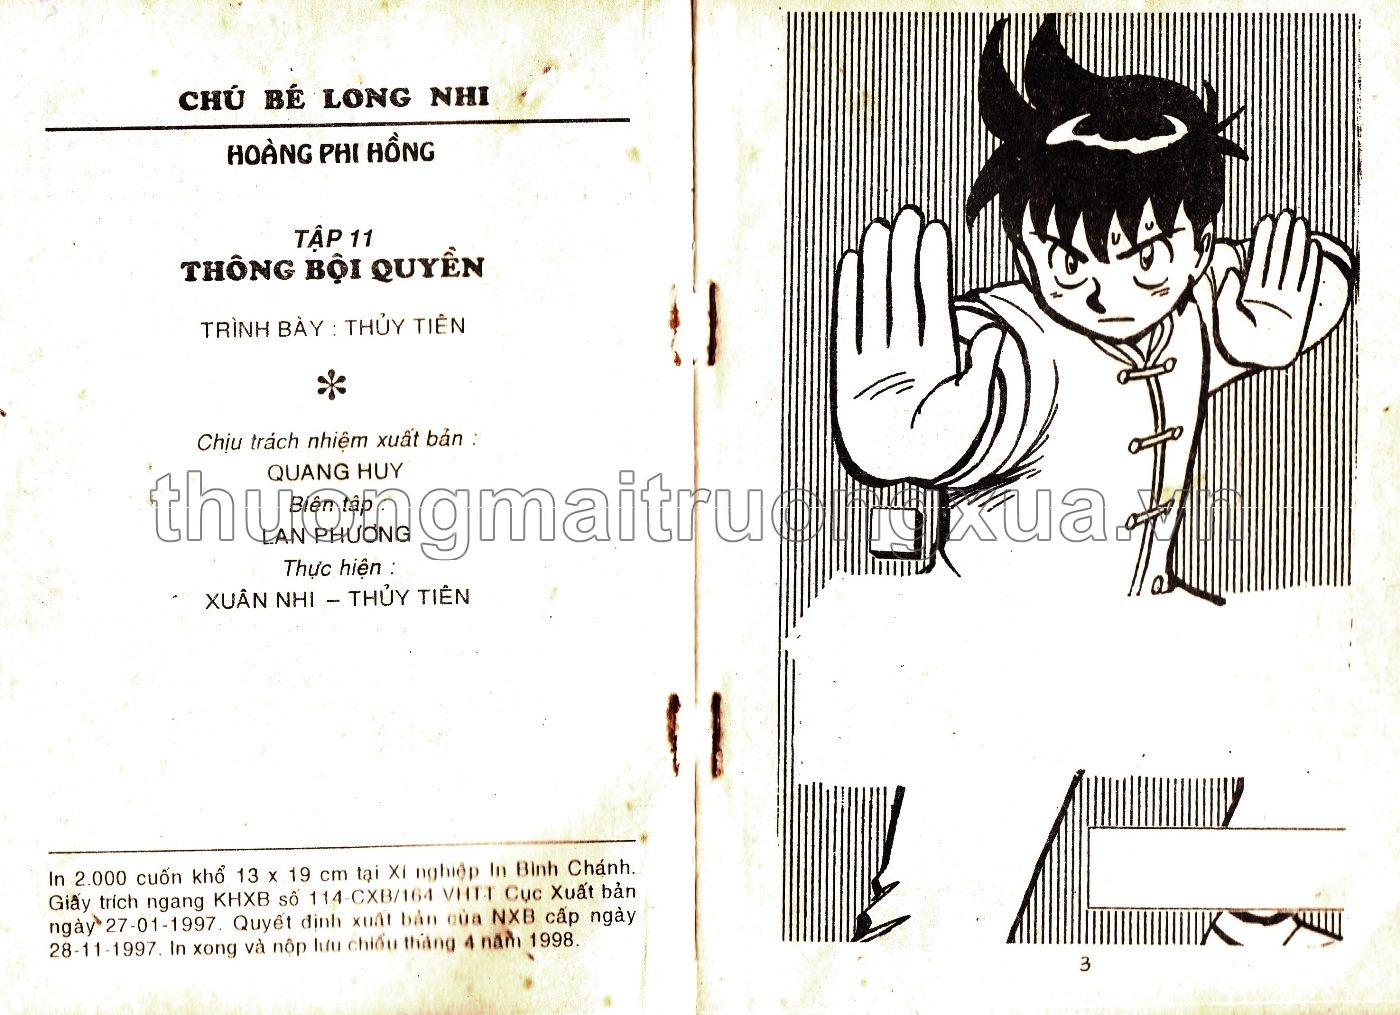 CHÚ BÉ LONG NHI
HOÀNG PHI HỒNG
TẬP 11
THÔNG BỘI QUYỀN
TRÌNH BÀY : THỦY TIÊN
Chịu trách nhiệm xuất bản :
QUANG HUY
Biên tập :
LAN PHƯƠNG
Thực hiện :
XUÂN NHI – THỦY TIÊN
thuongmaitruongxua.vn
In 2.000 cuốn khổ 13 x 19 cm tại Xí nghiệp In Bình Chánh.
Giấy trích ngang KHXB số 114-CXB/164 VHTT Cục Xuất bản
ngày 27-01-1997. Quyết định xuất bản của NXB cấp ngày
28-11-1997. In xong và nộp lưu chiểu tháng 4 năm 1998.
3